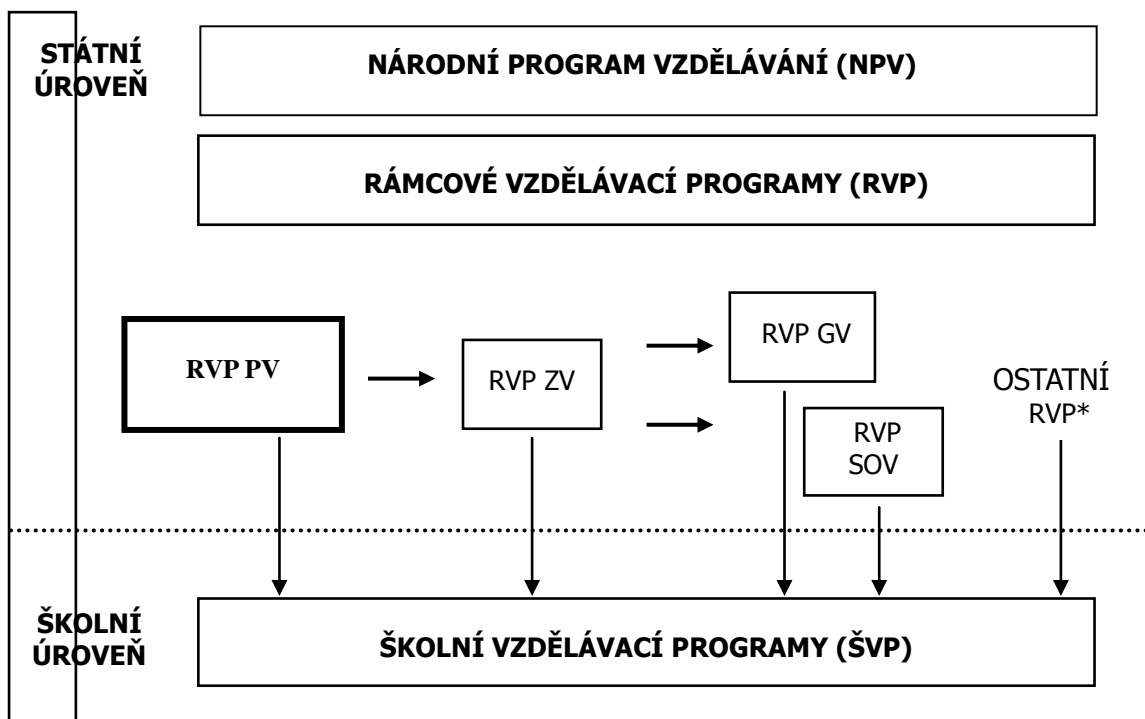 STÁTNÍ
ÚROVEŇ
NÁRODNÍ PROGRAM VZDĚLÁVÁNÍ (NPV)
RÁMCOVÉ VZDĚLÁVACÍ PROGRAMY (RVP)
RVP PV
RVP ZV
RVP GV
RVP
SOV
OSTATNÍ
RVP*
ŠKOLNÍ
ÚROVEŇ
ŠKOLNÍ VZDĚLÁVACÍ PROGRAMY (ŠVP)